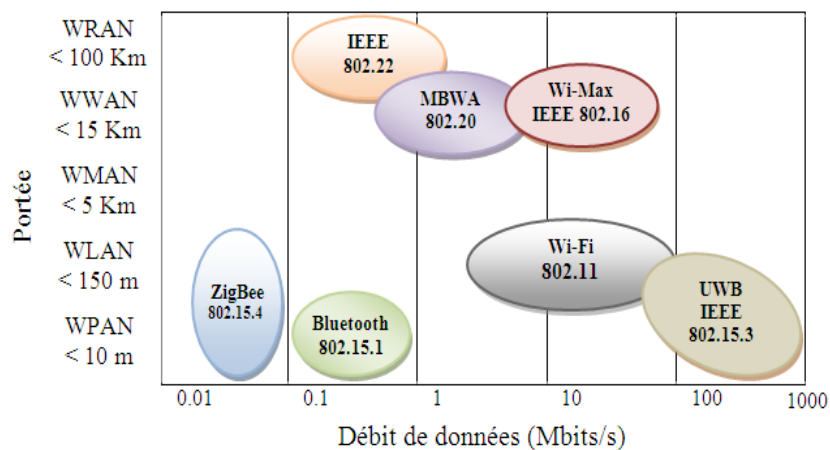 WRAN
< 100 Km
WWAN
< 15 Km
WMAN
< 5 Km
WLAN
< 150 m
WPAN
< 10 m
Portée
IEEE
802.22
MBWA
802.20
Wi-Max
IEEE 802.16
Wi-Fi
802.11
ZigBee
802.15.4
Bluetooth
802.15.1
UWB
IEEE
802.15.3
0.01 0.1 1 10 100 1000
Débit de données (Mbits/s)